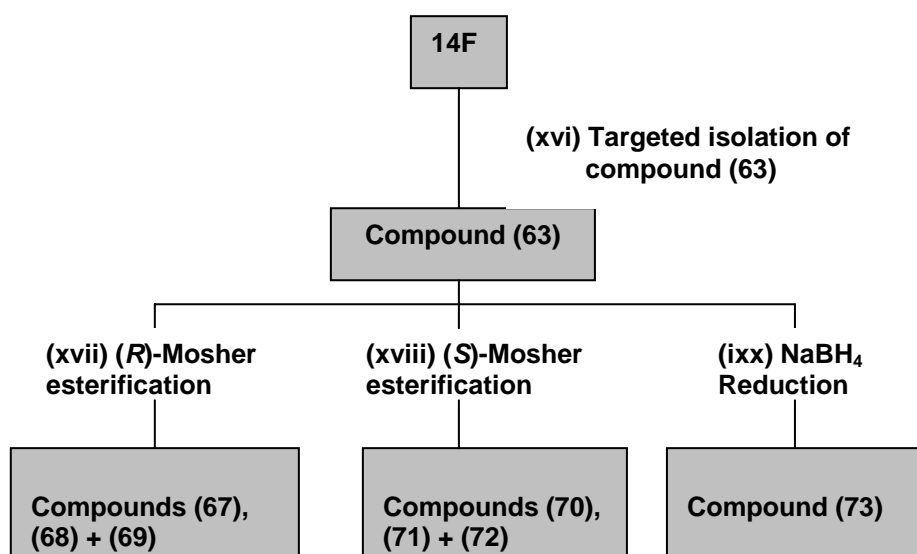 14F
(xvi) Targeted isolation of
compound (63)
Compound (63)
(xvii) (R)-Mosher
esterification
(xviii) (S)-Mosher
esterification
(ixx) NaBH₄
Reduction
Compounds (67),
(68) + (69)
Compounds (70),
(71) + (72)
Compound (73)